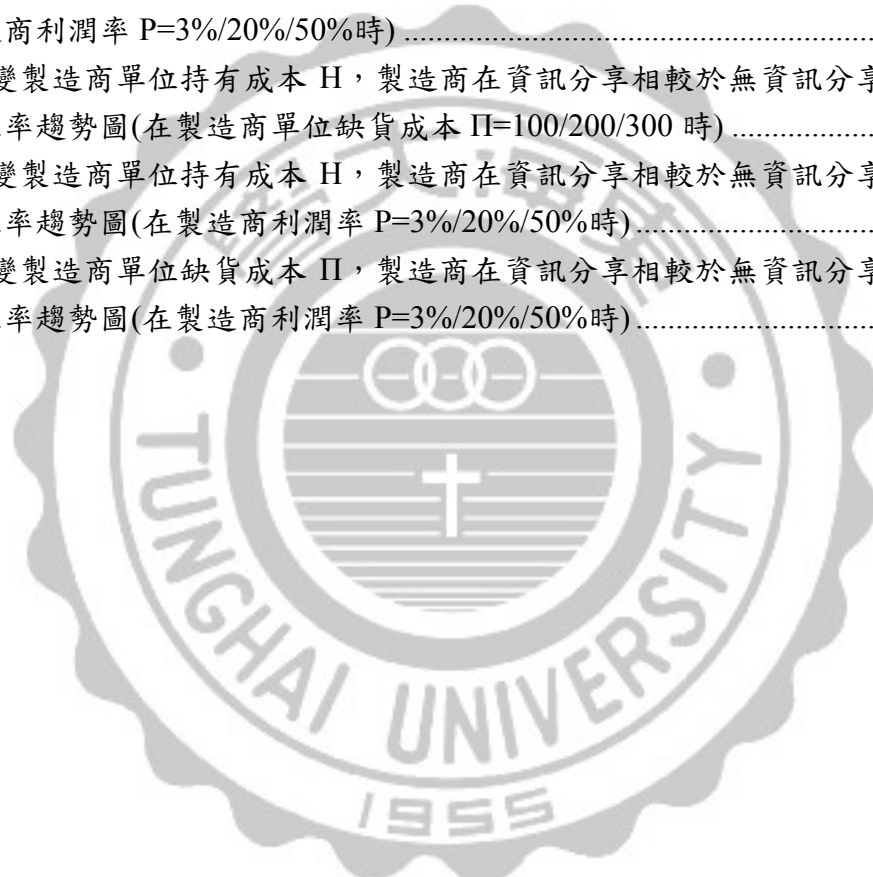 商利潤率 P=3%/20%/50%時) ............................................................
變製造商單位持有成本 H，製造商在資訊分享相較於無資訊分享
率趨勢圖(在製造商單位缺貨成本 Π=100/200/300 時) ..................
變製造商單位持有成本 H，製造商在資訊分享相較於無資訊分享
率趨勢圖(在製造商利潤率 P=3%/20%/50%時) ..............................
變製造商單位缺貨成本 Π，製造商在資訊分享相較於無資訊分享
率趨勢圖(在製造商利潤率 P=3%/20%/50%時) ..............................
TUNGHAI UNIVERSITY
1955